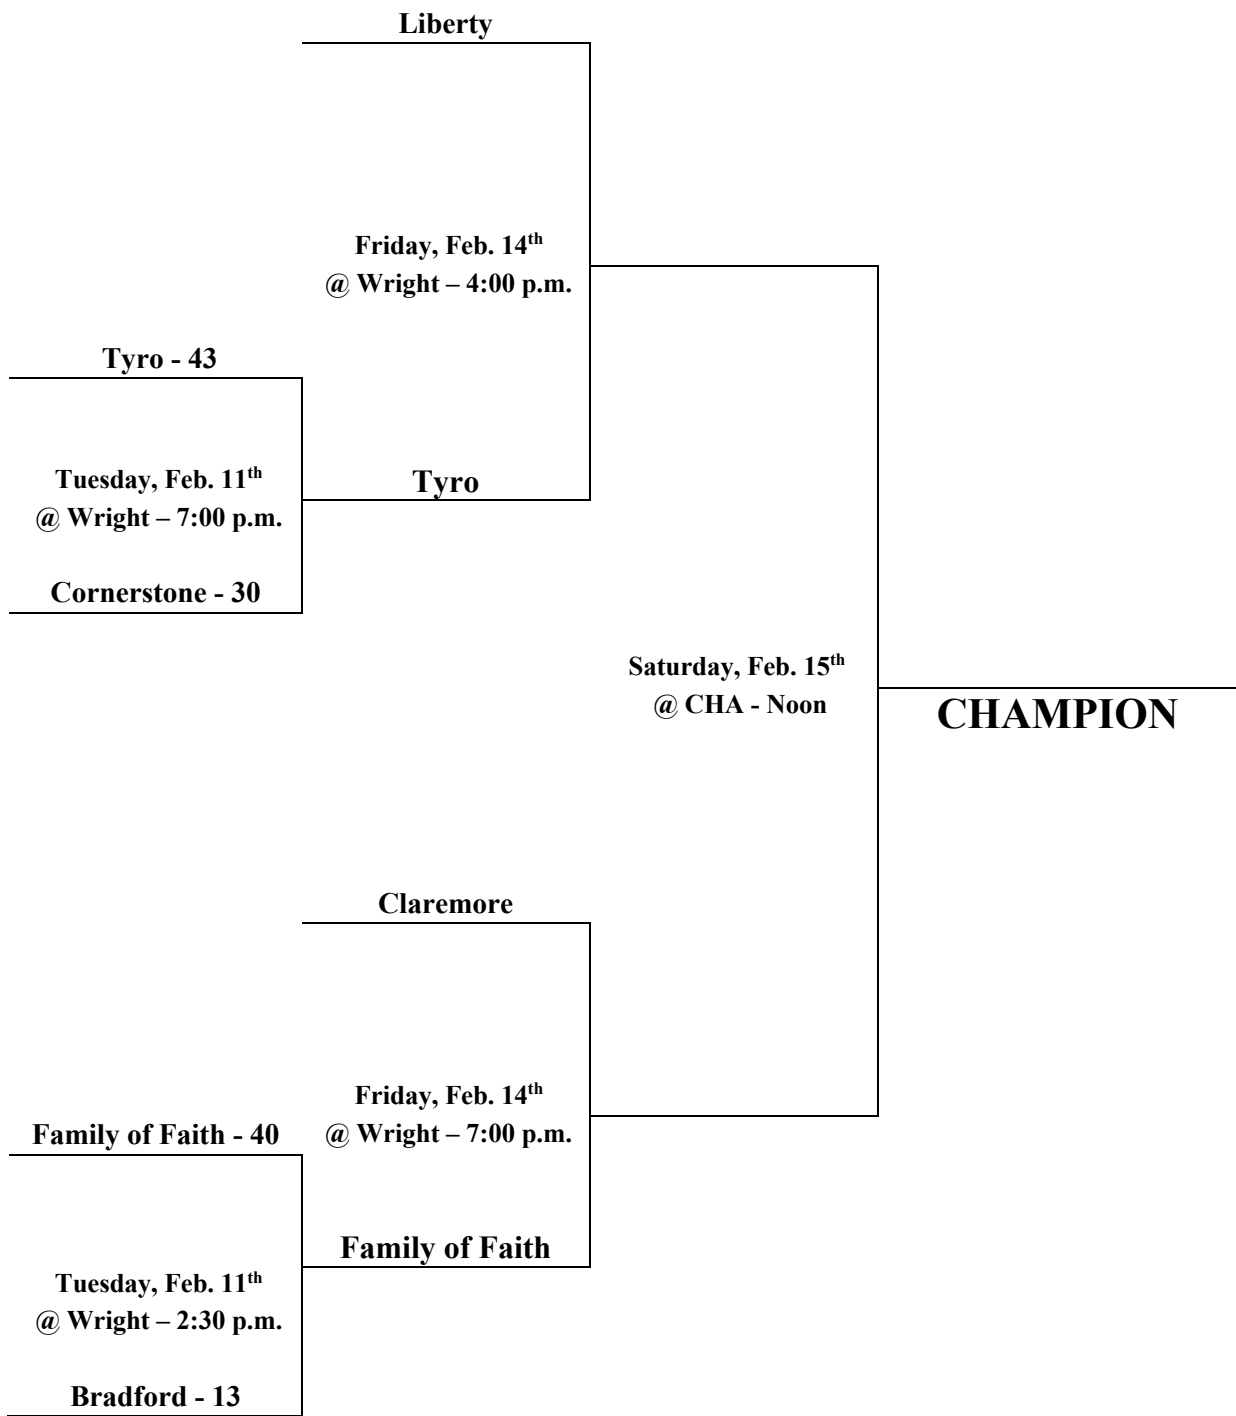 Liberty
Friday, Feb. 14th
@ Wright – 4:00 p.m.
Tyro - 43
Tuesday, Feb. 11th
@ Wright – 7:00 p.m.
Tyro
Cornerstone - 30
Saturday, Feb. 15th
@ CHA - Noon
CHAMPION
Claremore
Friday, Feb. 14th
@ Wright – 7:00 p.m.
Family of Faith - 40
Family of Faith
Tuesday, Feb. 11th
@ Wright – 2:30 p.m.
Bradford - 13